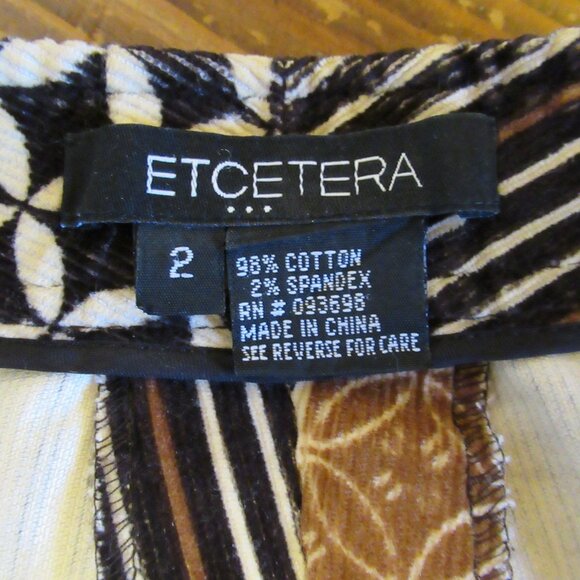 ETCETERA
2
98% COTTON
2% SPANDEX
RN # 093698
MADE IN CHINA
SEE REVERSE FOR CARE